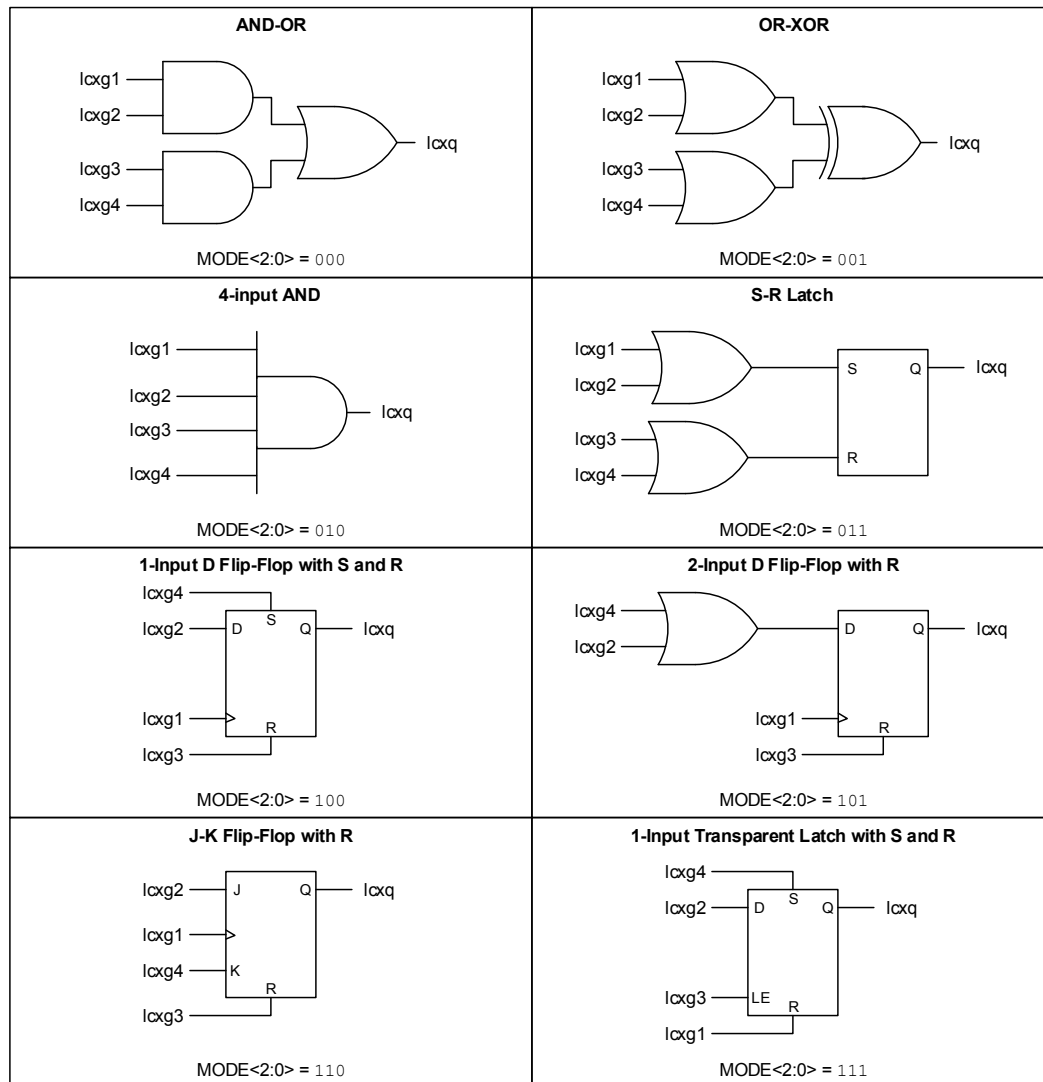 AND-OR
lcxg1
lcxg2
lcxg3
lcxg4
lcxq
MODE<2:0> = 000
OR-XOR
lcxg1
lcxg2
lcxg3
lcxg4
lcxq
MODE<2:0> = 001
4-input AND
lcxg1
lcxg2
lcxg3
lcxg4
lcxq
MODE<2:0> = 010
S-R Latch
lcxg1
lcxg2
lcxg3
lcxg4
S
Q
R
lcxq
MODE<2:0> = 011
1-Input D Flip-Flop with S and R
lcxg4
lcxg2
D
S
Q
lcxq
lcxg1
R
lcxg3
MODE<2:0> = 100
2-Input D Flip-Flop with R
lcxg4
lcxg2
D
Q
lcxq
lcxg1
R
lcxg3
MODE<2:0> = 101
J-K Flip-Flop with R
lcxg2
J
Q
lcxq
lcxg1
lcxg4
K
R
lcxg3
MODE<2:0> = 110
1-Input Transparent Latch with S and R
lcxg4
lcxg2
D
S
Q
lcxq
lcxg3
LE
R
lcxg1
MODE<2:0> = 111